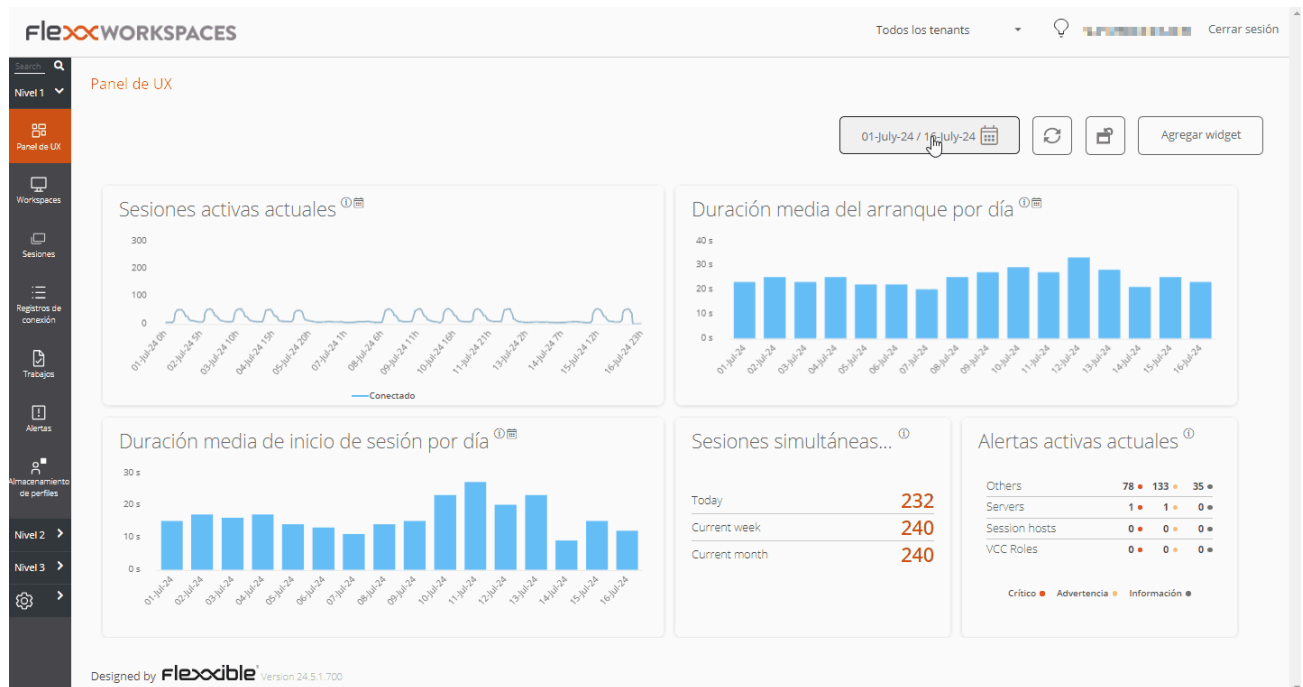 Flexxible WORKSPACES
Todos los tenants
Cerrar sesión
Search
Nivel 1
Panel de UX
Workspaces
Sesiones
Registros de
conexión
Trabajos
Alertas
Almacenamiento
de perfiles
Nivel 2
Nivel 3
Panel de UX
01-July-24 / 16-July-24
Agregar widget
Sesiones activas actuales
300
200
100
0
01-Jul-24 0h
02-Jul-24 5h
03-Jul-24 10h
04-Jul-24 15h
05-Jul-24 20h
07-Jul-24 1h
08-Jul-24 6h
09-Jul-24 11h
10-Jul-24 16h
11-Jul-24 21h
13-Jul-24 2h
14-Jul-24 7h
15-Jul-24 12h
16-Jul-24 23h
Conectado
Duración media del arranque por día
40 s
30 s
20 s
10 s
0 s
01-Jul-24
02-Jul-24
03-Jul-24
04-Jul-24
05-Jul-24
06-Jul-24
07-Jul-24
08-Jul-24
09-Jul-24
10-Jul-24
11-Jul-24
12-Jul-24
13-Jul-24
14-Jul-24
15-Jul-24
16-Jul-24
Duración media de inicio de sesión por día
30 s
20 s
10 s
0 s
01-Jul-24
02-Jul-24
03-Jul-24
04-Jul-24
05-Jul-24
06-Jul-24
07-Jul-24
08-Jul-24
09-Jul-24
10-Jul-24
11-Jul-24
12-Jul-24
13-Jul-24
14-Jul-24
15-Jul-24
16-Jul-24
Sesiones simultáneas...
Today 232
Current week 240
Current month 240
Alertas activas actuales
Others 78 133 35
Servers 1 1 0
Session hosts 0 0 0
VCC Roles 0 0 0
Crítico Advertencia Información
Designed by Flexxible Version 24.5.1.700